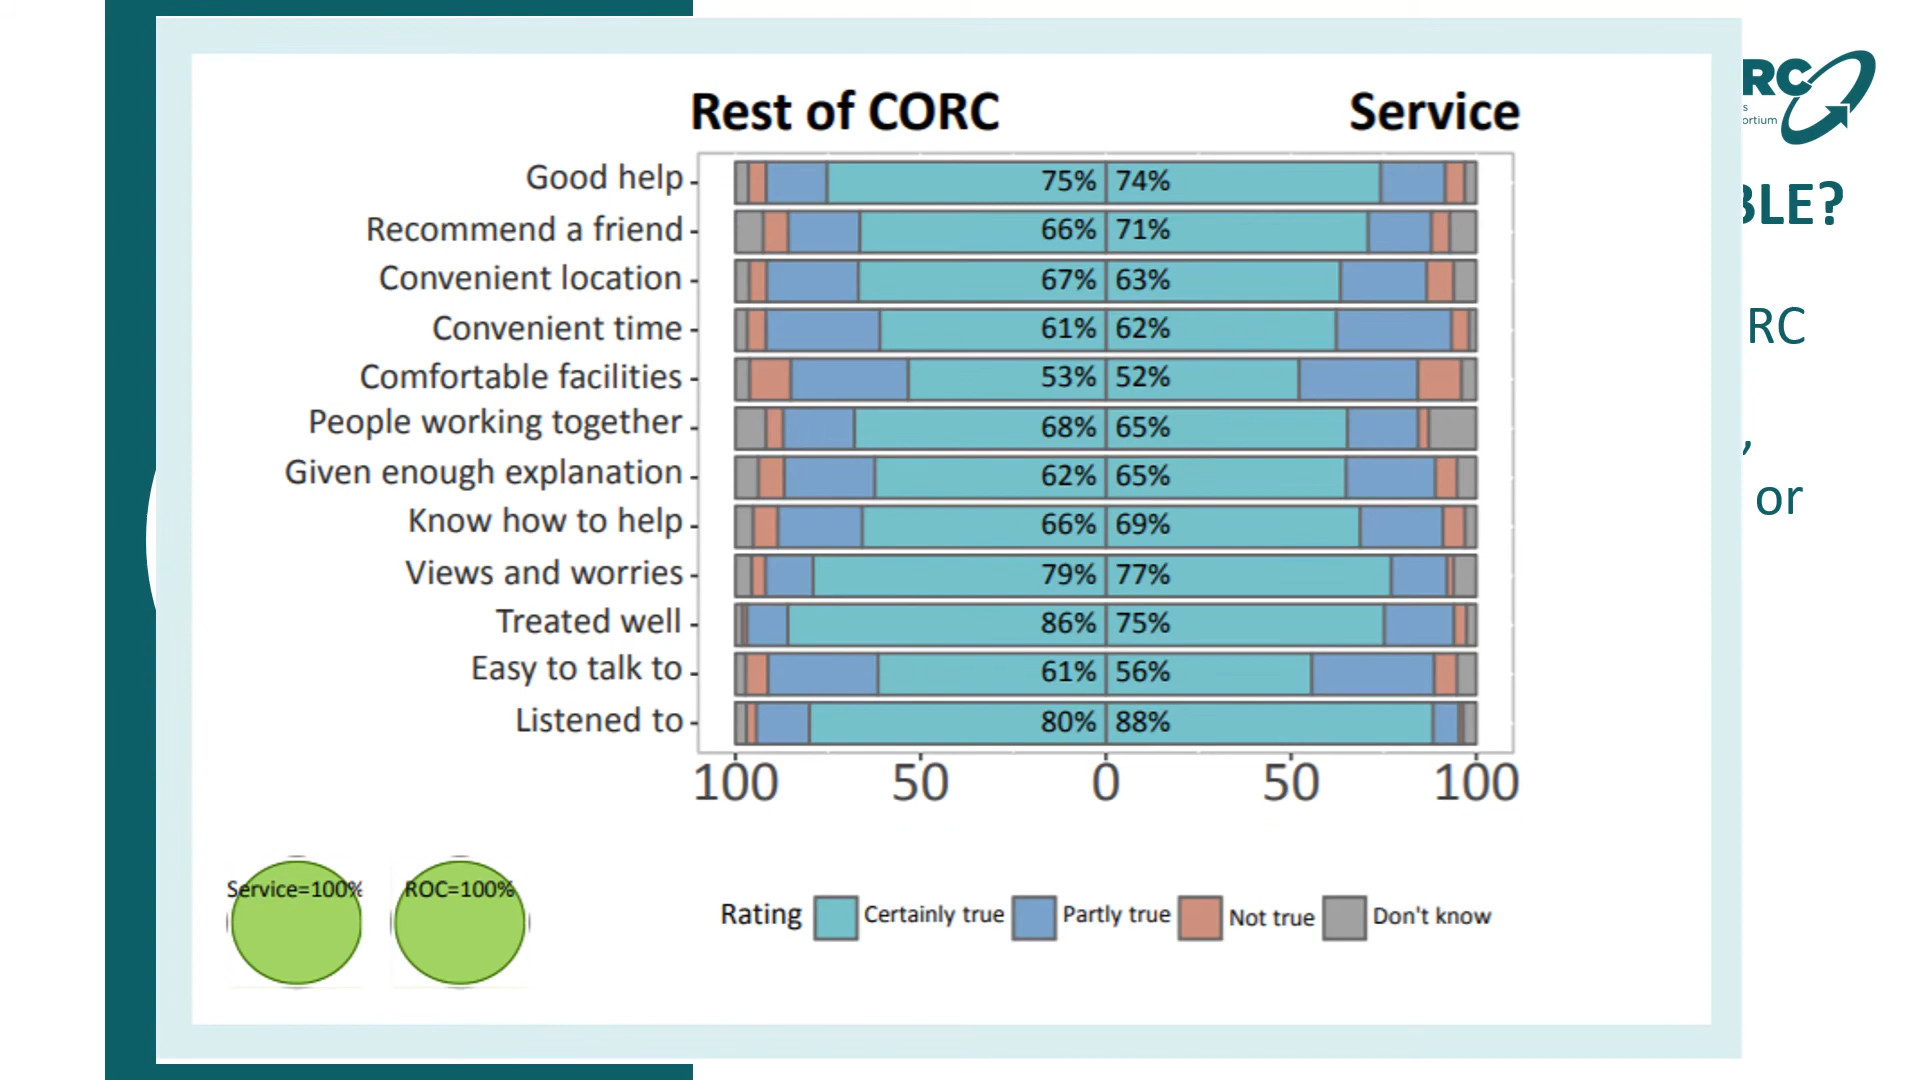 Rest of CORC Service
RC
s
ortium
BLE?
RC
,
or
Good help 75% 74%
Recommend a friend 66% 71%
Convenient location 67% 63%
Convenient time 61% 62%
Comfortable facilities 53% 52%
People working together 68% 65%
Given enough explanation 62% 65%
Know how to help 66% 69%
Views and worries 79% 77%
Treated well 86% 75%
Easy to talk to 61% 56%
Listened to 80% 88%
100 50 0 50 100
Service=100% ROC=100%
Rating Certainly true Partly true Not true Don't know